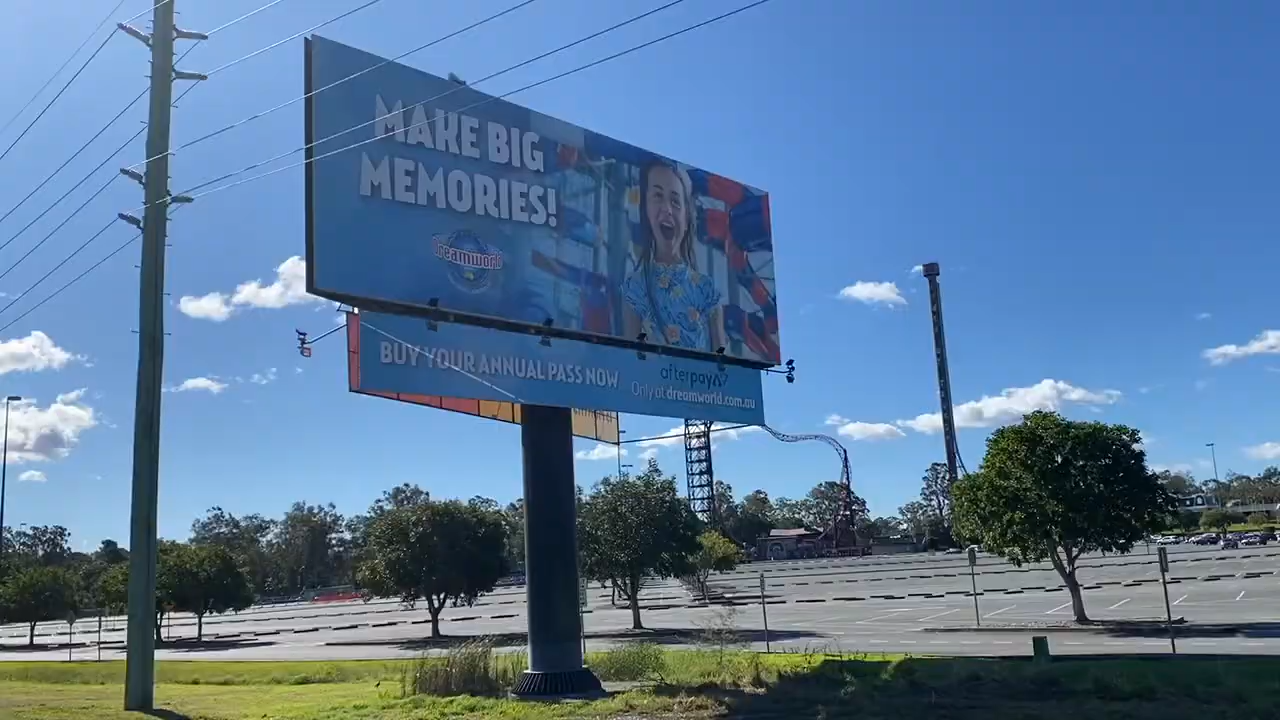 MAKE BIG
MEMORIES!
Dreamworld
BUY YOUR ANNUAL PASS NOW
afterpay
Only at dreamworld.com.au